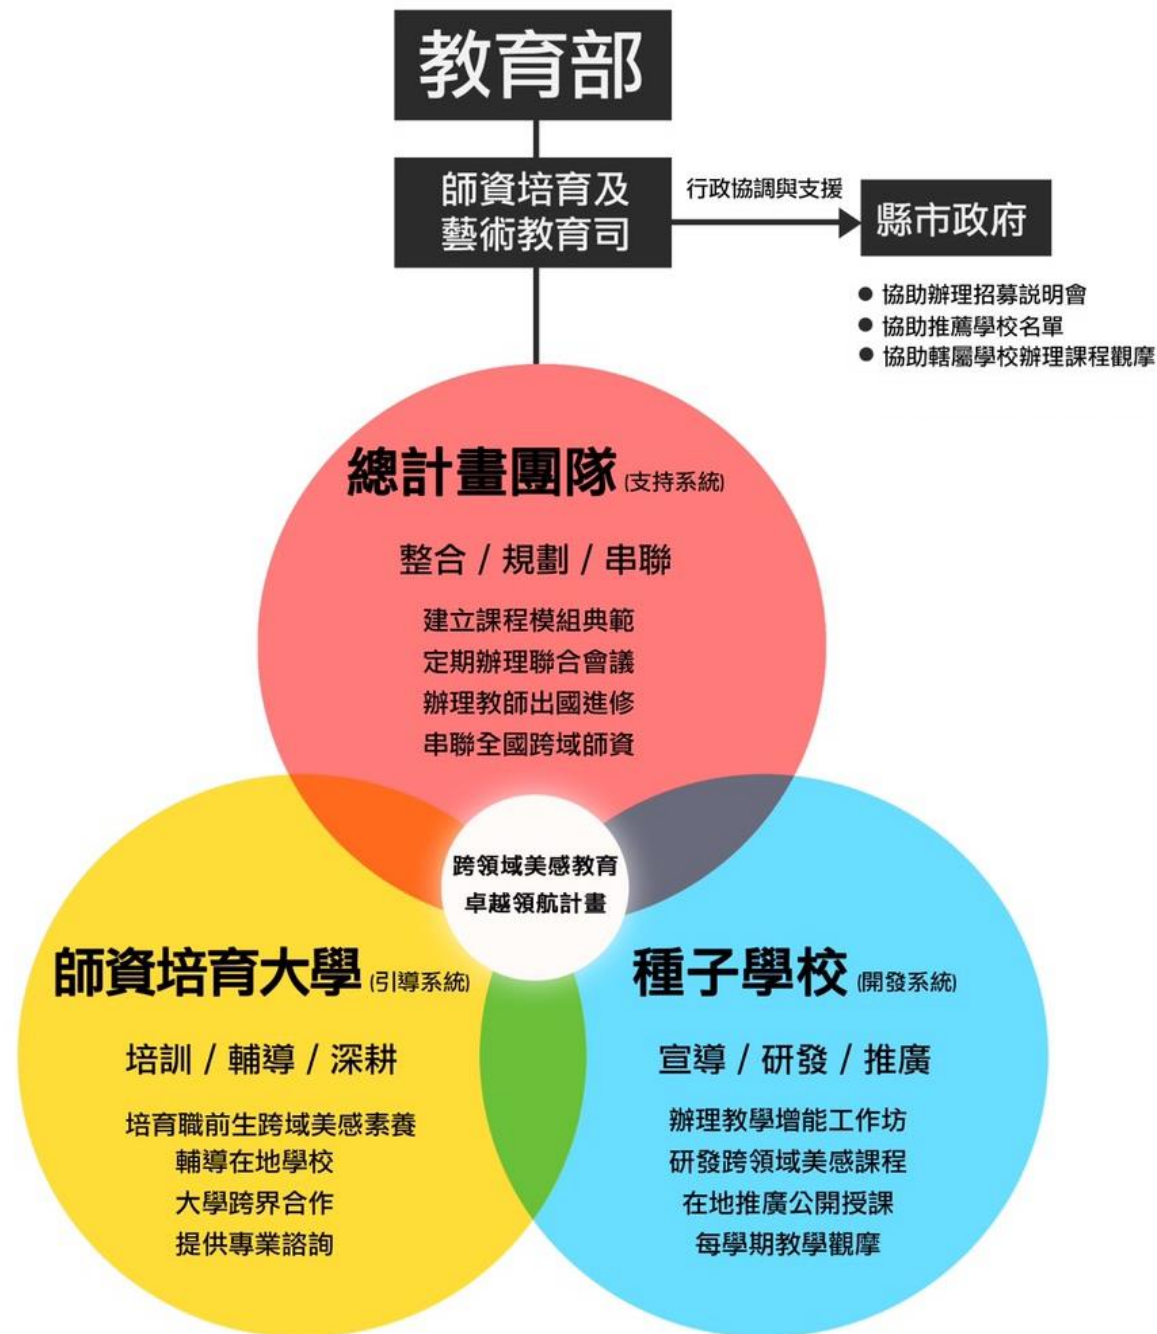 教育部
師資培育及
藝術教育司
行政協調與支援
縣市政府
● 協助辦理招募説明會
● 協助推薦學校名單
● 協助轄屬學校辦理課程觀摩
總計畫團隊 (支持系統)
整合 / 規劃 / 串聯
建立課程模組典範
定期辦理聯合會議
辦理教師出國進修
串聯全國跨域師資
跨領域美感教育
卓越領航計畫
師資培育大學 (引導系統)
培訓 / 輔導 / 深耕
培育職前生跨域美感素養
輔導在地學校
大學跨界合作
提供專業諮詢
種子學校 (開發系統)
宣導 / 研發 / 推廣
辦理教學增能工作坊
研發跨領域美感課程
在地推廣公開授課
每學期教學觀摩